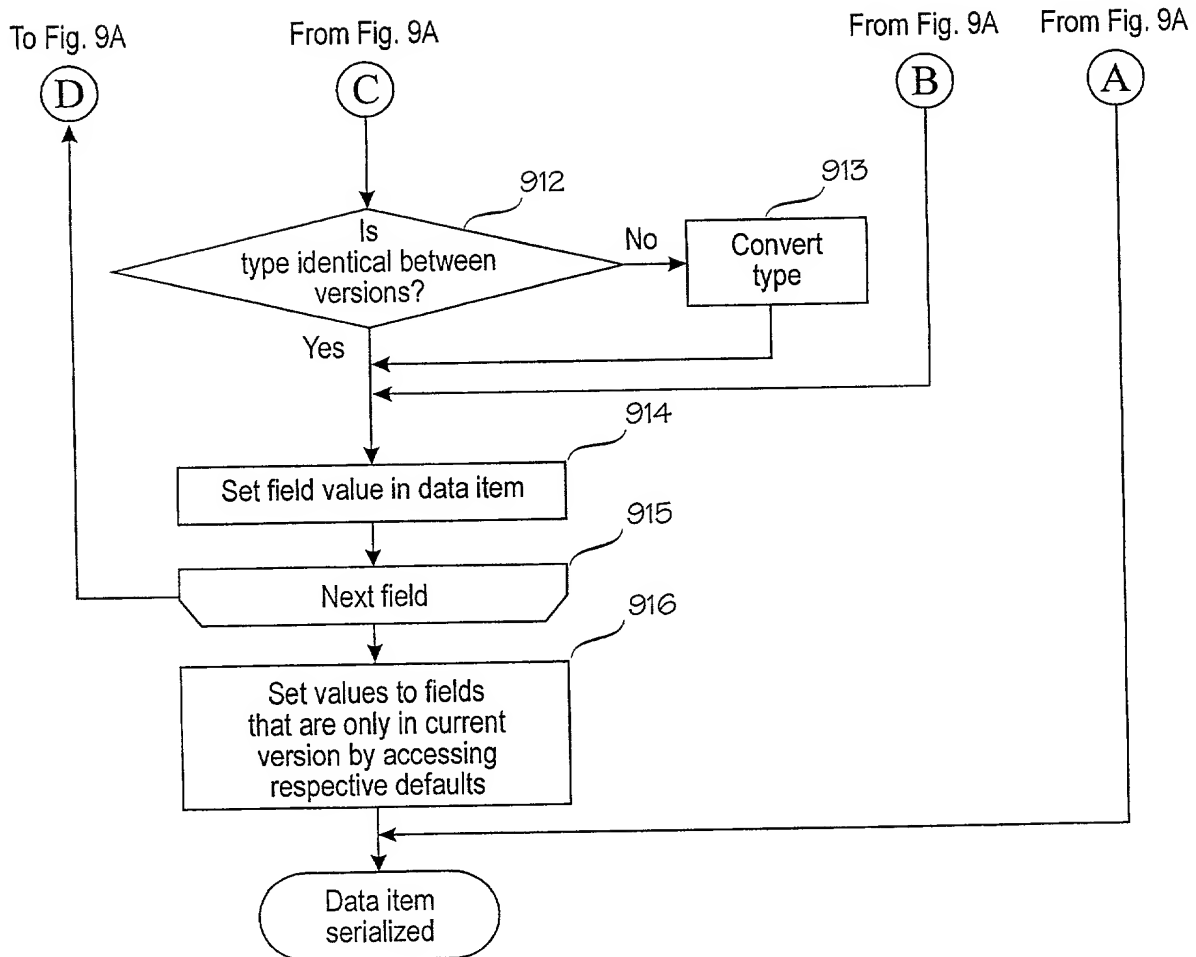 To Fig. 9A
From Fig. 9A
From Fig. 9A
From Fig. 9A
D
C
B
A
912
913
Is
type identical between
versions?
No
Convert
type
Yes
914
Set field value in data item
915
Next field
916
Set values to fields
that are only in current
version by accessing
respective defaults
Data item
serialized